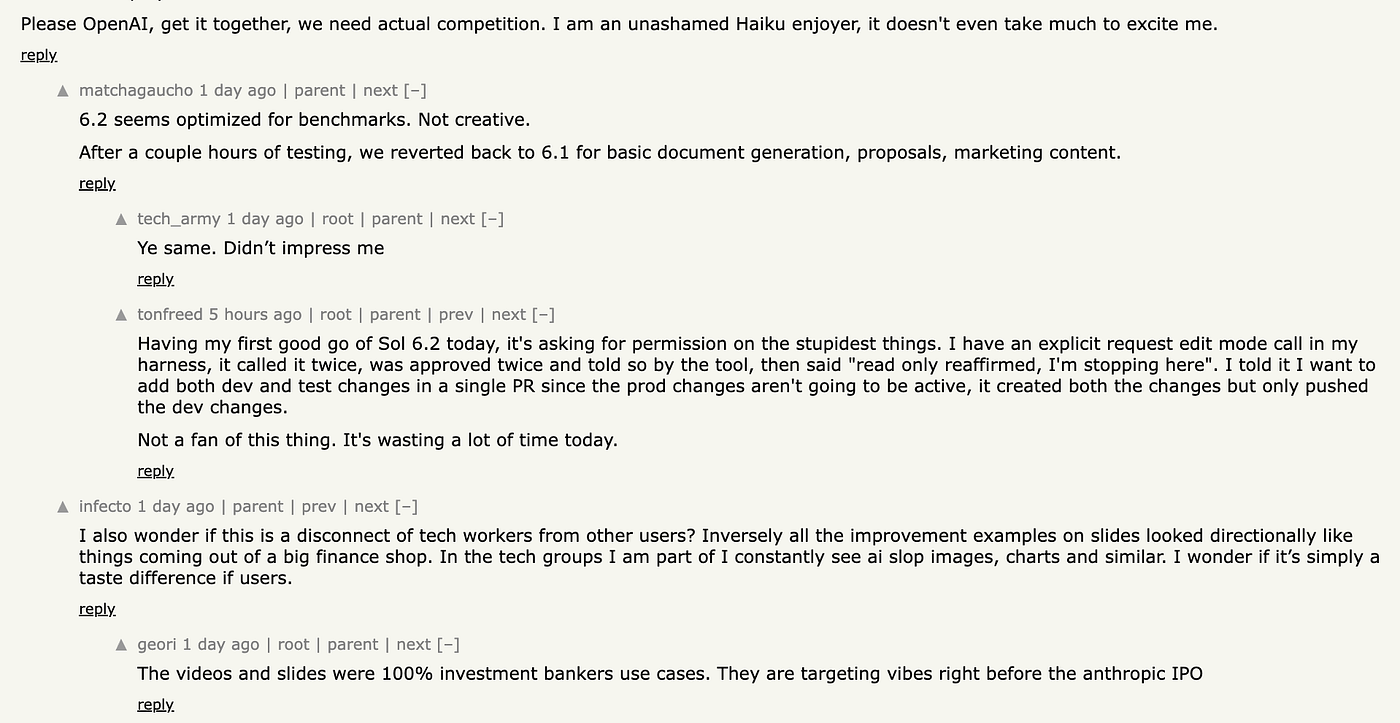 Please OpenAI, get it together, we need actual competition. I am an unashamed Haiku enjoyer, it doesn't even take much to excite me.
reply
▲ matchagaucho 1 day ago | parent | next [–]
6.2 seems optimized for benchmarks. Not creative.
After a couple hours of testing, we reverted back to 6.1 for basic document generation, proposals, marketing content.
reply
▲ tech_army 1 day ago | root | parent | next [–]
Ye same. Didn’t impress me
reply
▲ tonfreed 5 hours ago | root | parent | prev | next [–]
Having my first good go of Sol 6.2 today, it's asking for permission on the stupidest things. I have an explicit request edit mode call in my
harness, it called it twice, was approved twice and told so by the tool, then said "read only reaffirmed, I'm stopping here". I told it I want to
add both dev and test changes in a single PR since the prod changes aren't going to be active, it created both the changes but only pushed
the dev changes.
Not a fan of this thing. It's wasting a lot of time today.
reply
▲ infecto 1 day ago | parent | prev | next [–]
I also wonder if this is a disconnect of tech workers from other users? Inversely all the improvement examples on slides looked directionally like
things coming out of a big finance shop. In the tech groups I am part of I constantly see ai slop images, charts and similar. I wonder if it’s simply a
taste difference if users.
reply
▲ geori 1 day ago | root | parent | next [–]
The videos and slides were 100% investment bankers use cases. They are targeting vibes right before the anthropic IPO
reply